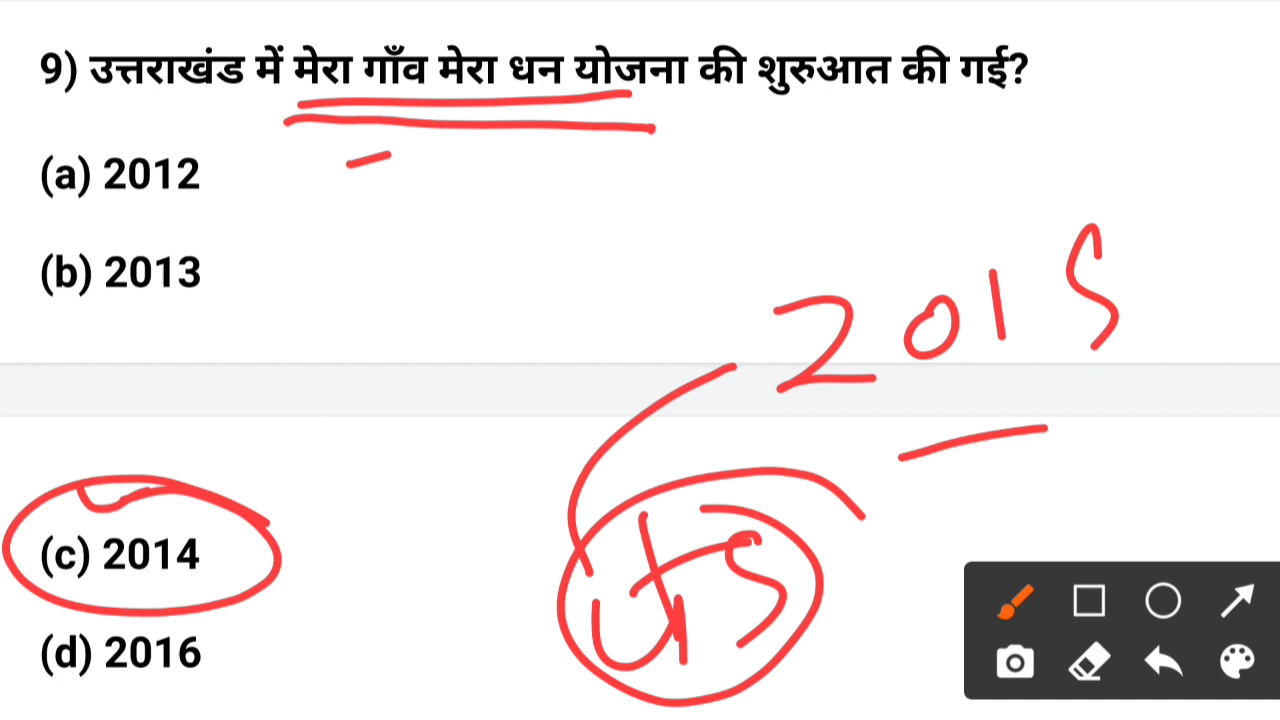 9) उत्तराखंड में मेरा गाँव मेरा धन योजना की शुरुआत की गई?
(a) 2012
(b) 2013
2015
(c) 2014
(d) 2016